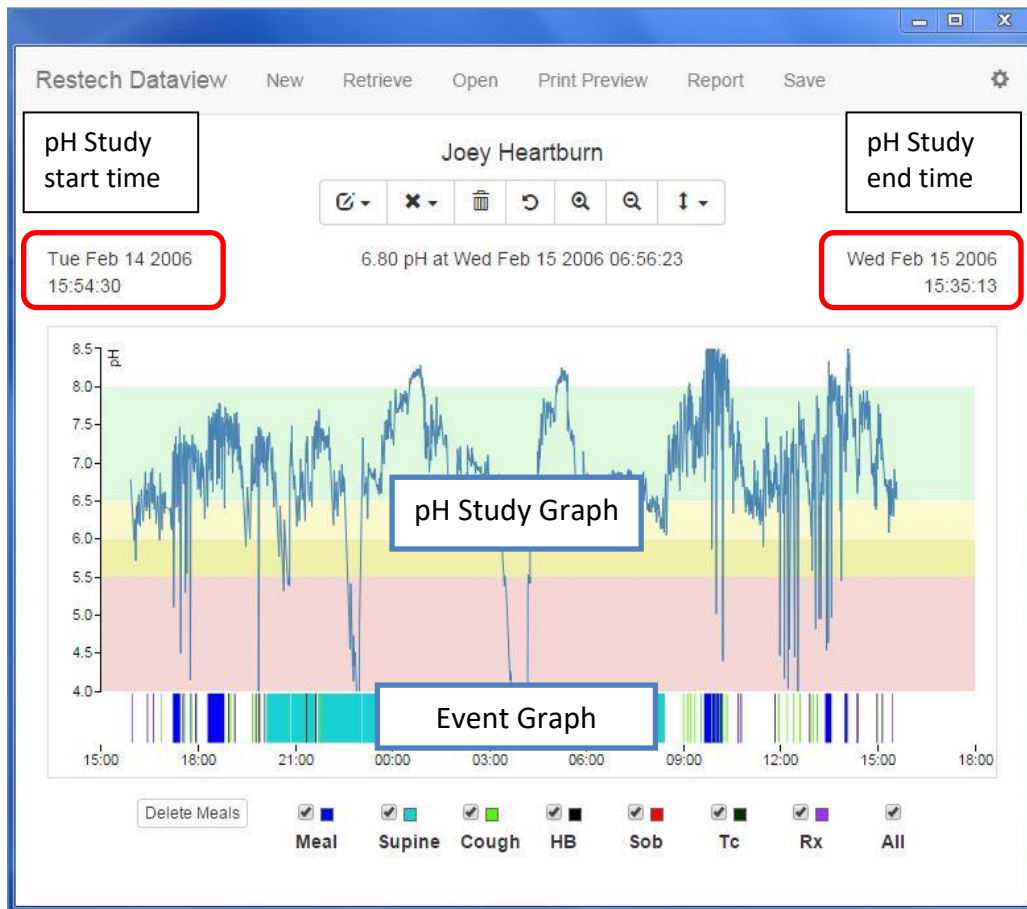 Restech Dataview New Retrieve Open Print Preview Report Save
pH Study
start time
Joey Heartburn
pH Study
end time
Tue Feb 14 2006
15:54:30
6.80 pH at Wed Feb 15 2006 06:56:23
Wed Feb 15 2006
15:35:13
pH
8.5
8.0
7.5
7.0
6.5
6.0
5.5
5.0
4.5
4.0
pH Study Graph
Event Graph
15:00 18:00 21:00 00:00 03:00 06:00 09:00 12:00 15:00 18:00
Delete Meals
Meal Supine Cough HB Sob Tc Rx All